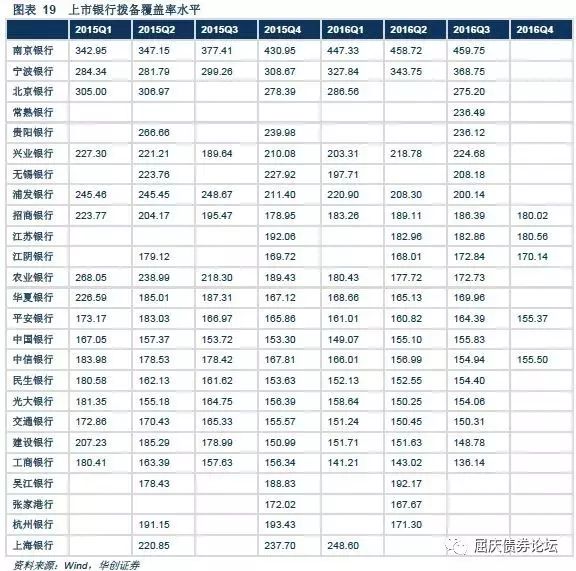 图表 19 上市银行拨备覆盖率水平
2015Q1 2015Q2 2015Q3 2015Q4 2016Q1 2016Q2 2016Q3 2016Q4
南京银行 342.95 347.15 377.41 430.95 447.33 458.72 459.75
宁波银行 284.34 281.79 299.26 308.67 327.84 343.75 368.75
北京银行 305.00 306.97 278.39 286.56 275.20
常熟银行 236.49
贵阳银行 266.66 239.98 236.12
兴业银行 227.30 221.21 189.64 210.08 203.31 218.78 224.68
无锡银行 223.76 227.92 197.71 208.18
浦发银行 245.46 245.45 248.67 211.40 220.90 208.30 200.14
招商银行 223.77 204.17 195.47 178.95 183.26 189.11 186.39 180.02
江苏银行 192.06 182.96 182.86 180.56
江阴银行 179.12 169.72 168.01 172.84 170.14
农业银行 268.05 238.99 218.30 189.43 180.43 177.72 172.73
华夏银行 226.59 185.01 187.31 167.12 168.66 165.13 169.96
平安银行 173.17 183.03 166.97 165.86 161.01 160.82 164.39 155.37
中国银行 167.05 157.37 153.72 153.30 149.07 155.10 155.83
中信银行 183.98 178.53 178.42 167.81 166.01 156.99 154.94 155.50
民生银行 180.58 162.13 161.62 153.63 152.13 152.55 154.40
光大银行 181.35 155.18 164.75 156.39 158.64 150.25 154.06
交通银行 172.86 170.43 165.33 155.57 151.24 150.45 150.31
建设银行 207.23 185.29 178.99 150.99 151.71 151.63 148.78
工商银行 180.41 163.39 157.63 156.34 141.21 143.02 136.14
吴江银行 178.43 188.83 192.17
张家港行 172.02 167.67
杭州银行 191.15 193.43 171.30
上海银行 220.85 237.70 248.60
屈庆债券论坛
资料来源：Wind，华创证券